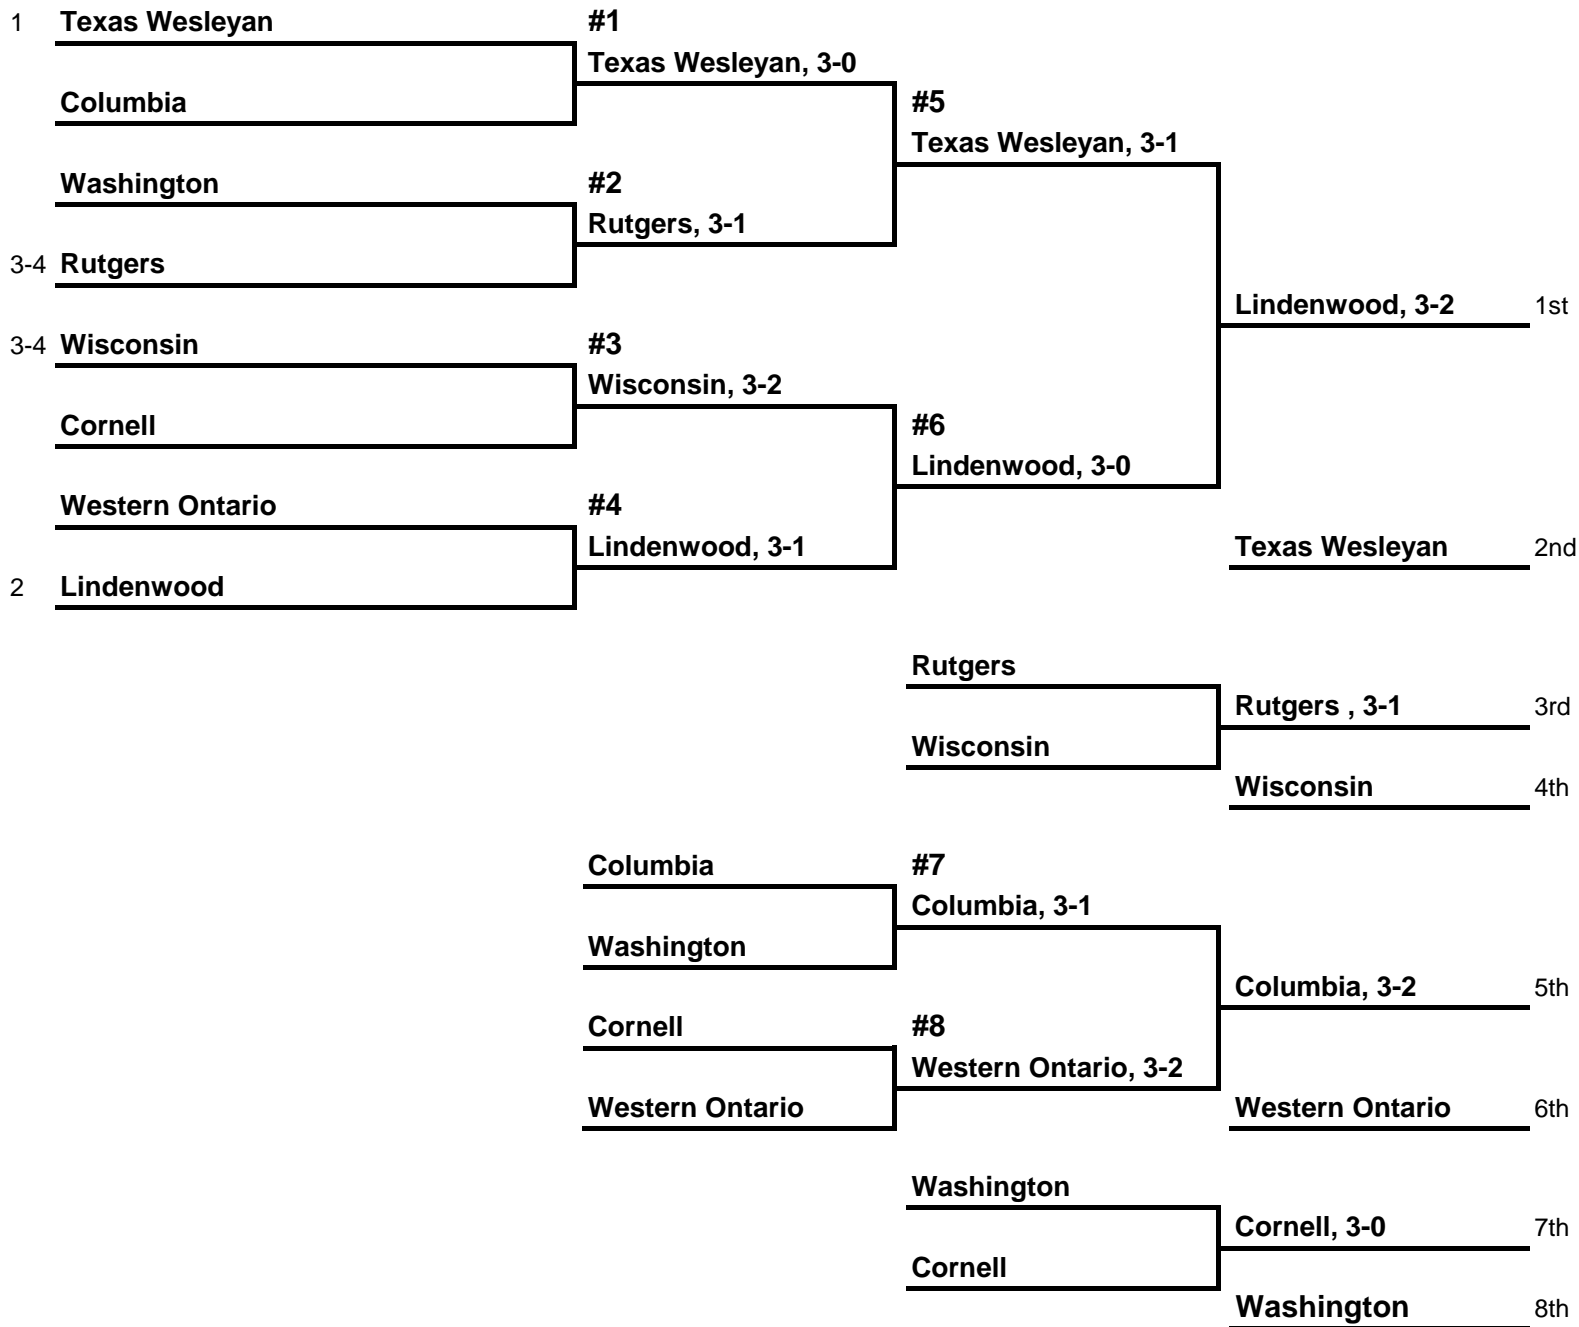 1 Texas Wesleyan #1
Texas Wesleyan, 3-0
Columbia #5
Texas Wesleyan, 3-1
Washington #2
Rutgers, 3-1
3-4 Rutgers
Lindenwood, 3-2 1st
3-4 Wisconsin #3
Wisconsin, 3-2
Cornell #6
Lindenwood, 3-0
Western Ontario #4
Lindenwood, 3-1 Texas Wesleyan 2nd
2 Lindenwood
Rutgers
Rutgers , 3-1 3rd
Wisconsin
Wisconsin 4th
Columbia #7
Columbia, 3-1
Washington
Columbia, 3-2 5th
Cornell #8
Western Ontario, 3-2
Western Ontario Western Ontario 6th
Washington
Cornell, 3-0 7th
Cornell
Washington 8th